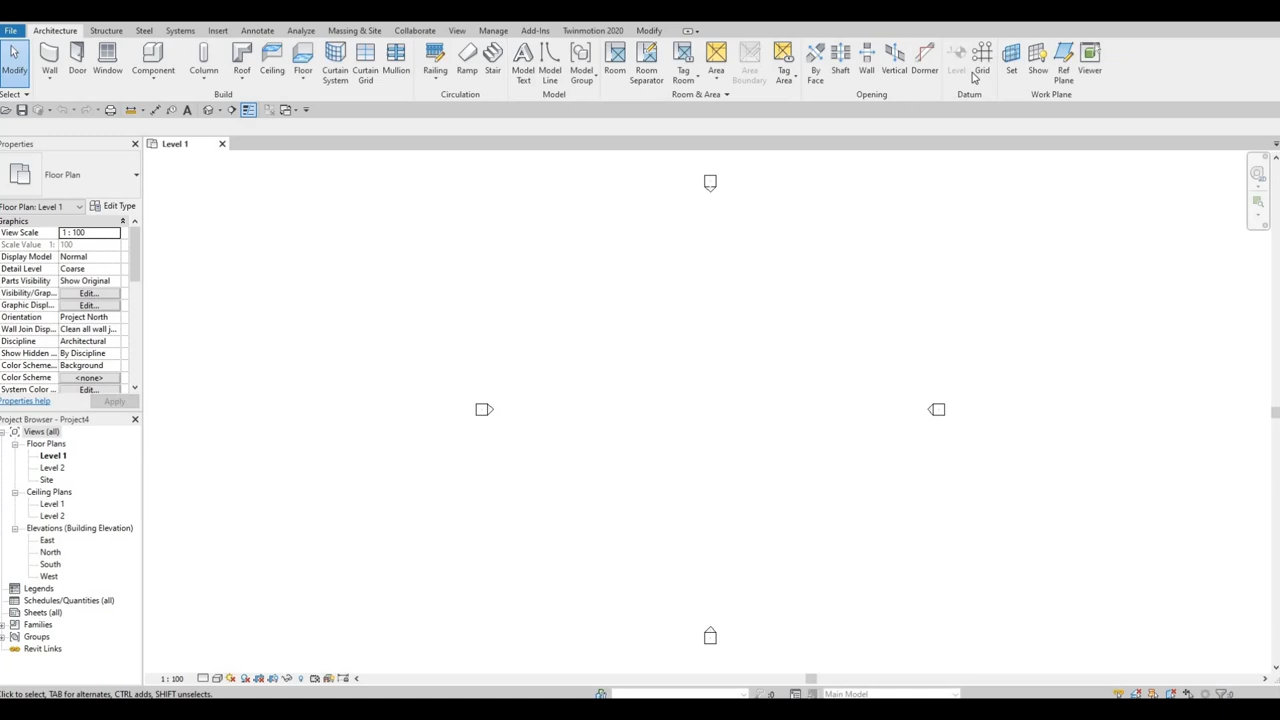 File Architecture Structure Steel Systems Insert Annotate Analyze Massing & Site Collaborate View Manage Add-Ins Twinmotion 2020 Modify
Modify Wall Door Window Component Column Roof Ceiling Floor Curtain System Curtain Grid Mullion Railing Ramp Stair Model Text Model Line Model Group Room Room Separator Tag Room Area Area Boundary Tag Area By Face Shaft Wall Vertical Dormer Level Grid Set Show Ref Plane Viewer
Select Build Circulation Model Room & Area Opening Datum Work Plane
Properties
Level 1
Floor Plan
Floor Plan: Level 1 Edit Type
Graphics
View Scale 1 : 100
Scale Value 1: 100
Display Model Normal
Detail Level Coarse
Parts Visibility Show Original
Visibility/Grap... Edit...
Graphic Displ... Edit...
Orientation Project North
Wall Join Disp... Clean all wall j...
Discipline Architectural
Show Hidden ... By Discipline
Color Scheme... Background
Color Scheme <none>
System Color ... Edit...
Properties help Apply
Project Browser - Project4
Views (all)
Floor Plans
Level 1
Level 2
Site
Ceiling Plans
Level 1
Level 2
Elevations (Building Elevation)
East
North
South
West
Legends
Schedules/Quantities (all)
Sheets (all)
Families
Groups
Revit Links
1 : 100
Click to select, TAB for alternates, CTRL adds, SHIFT unselects. :0 Main Model :0